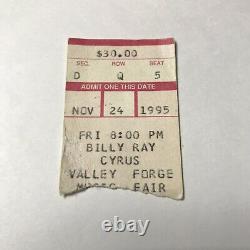 $30.00
SEC. ROW SEAT
D Q 5
ADMIT ONE THIS DATE
NOV 24 1995
FRI 8:00 PM
BILLY RAY
CYRUS
VALLEY FORGE
MUSIC FAIR